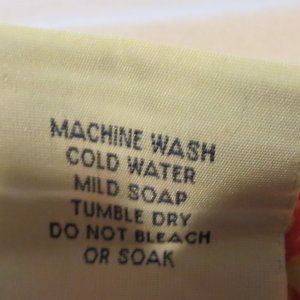 MACHINE WASH
COLD WATER
MILD SOAP
TUMBLE DRY
DO NOT BLEACH
OR SOAK